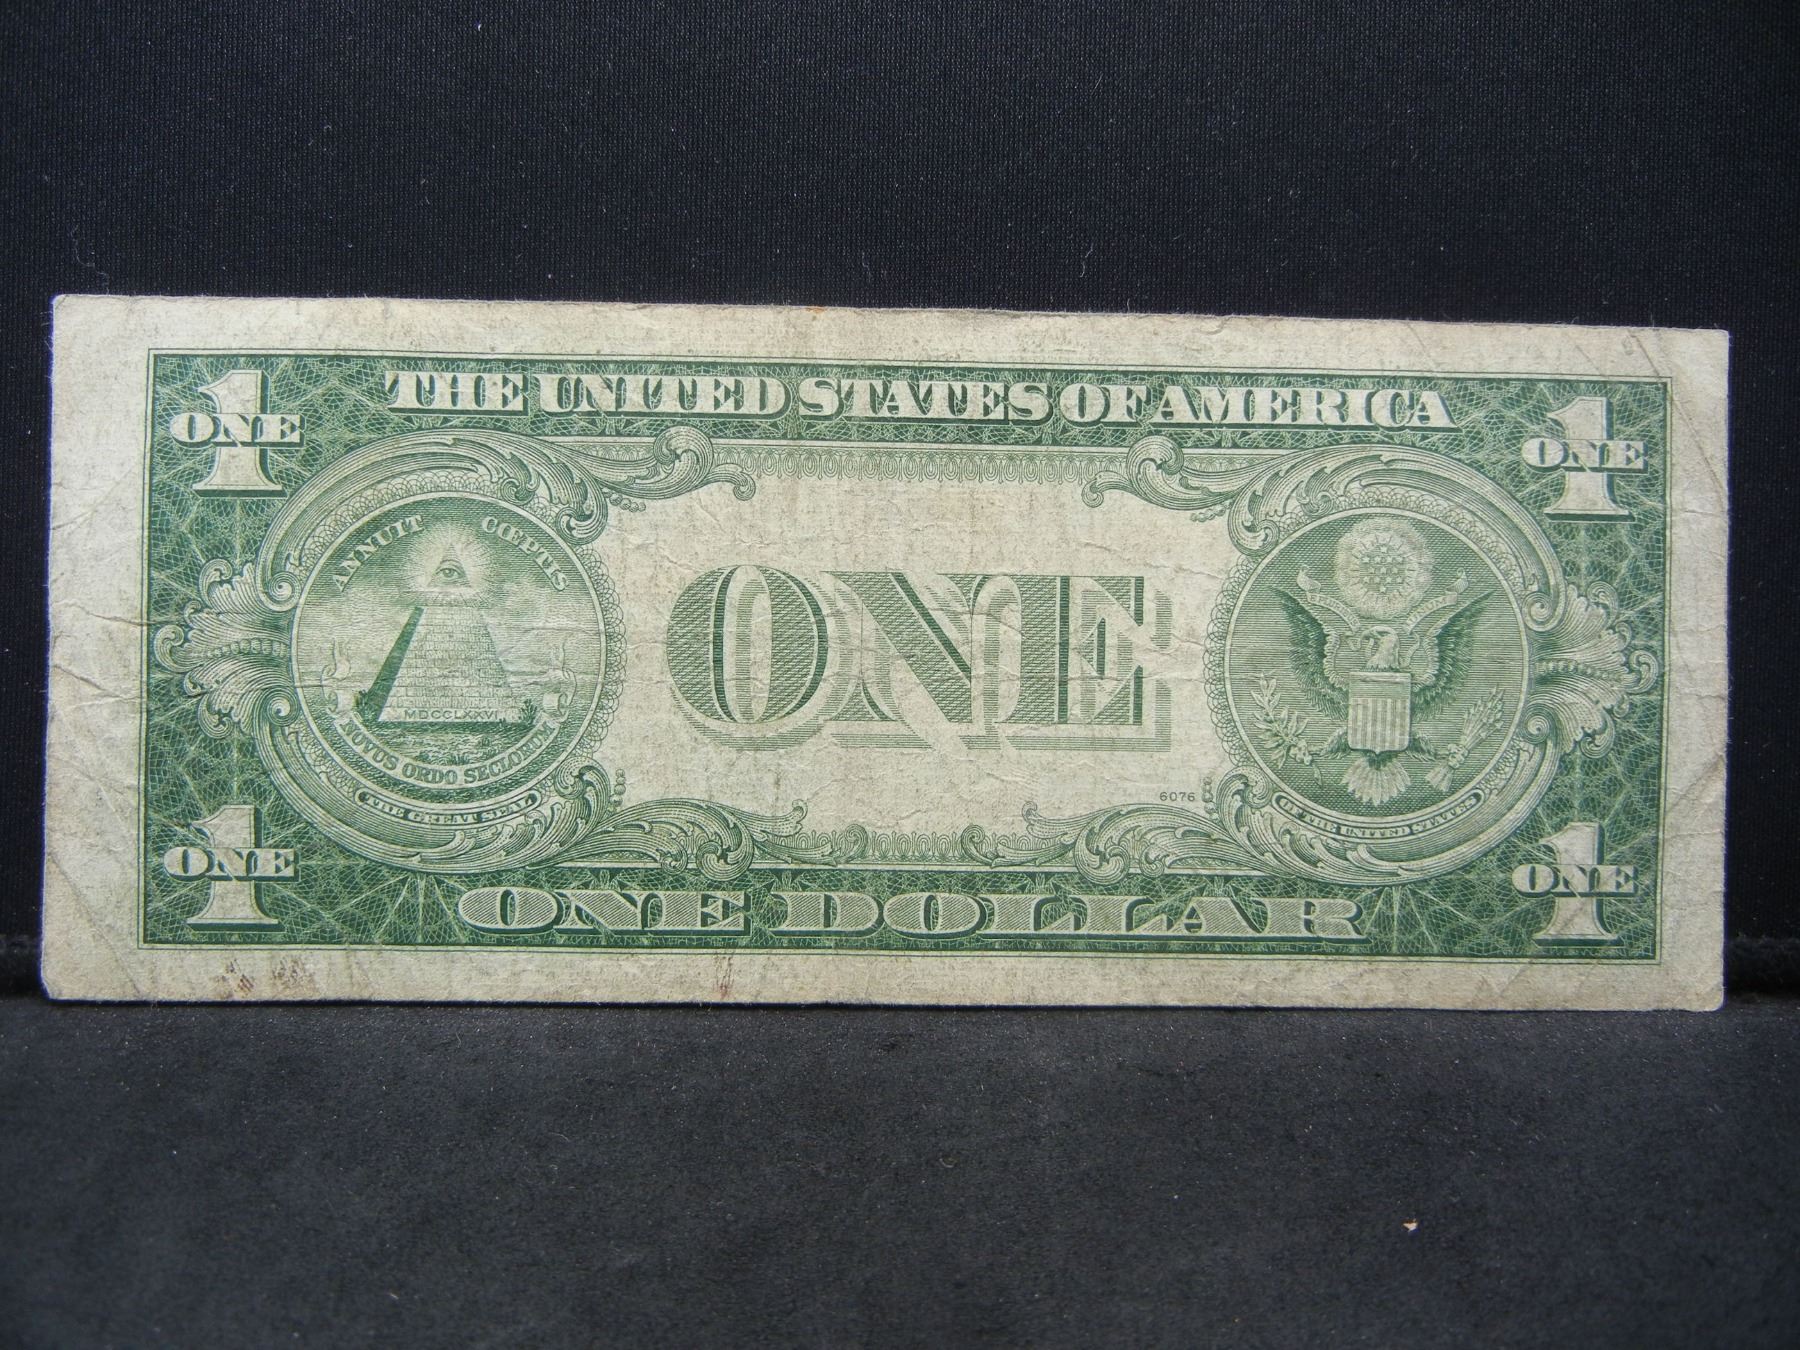 THE UNITED STATES OF AMERICA
1
ONE
1
ONE
ANNUIT CŒPTIS
MDCCLXXVI
NOVUS ORDO SECLORUM
THE GREAT SEAL
ONE
6076
OF THE UNITED STATES
1
ONE
1
ONE
ONE DOLLAR